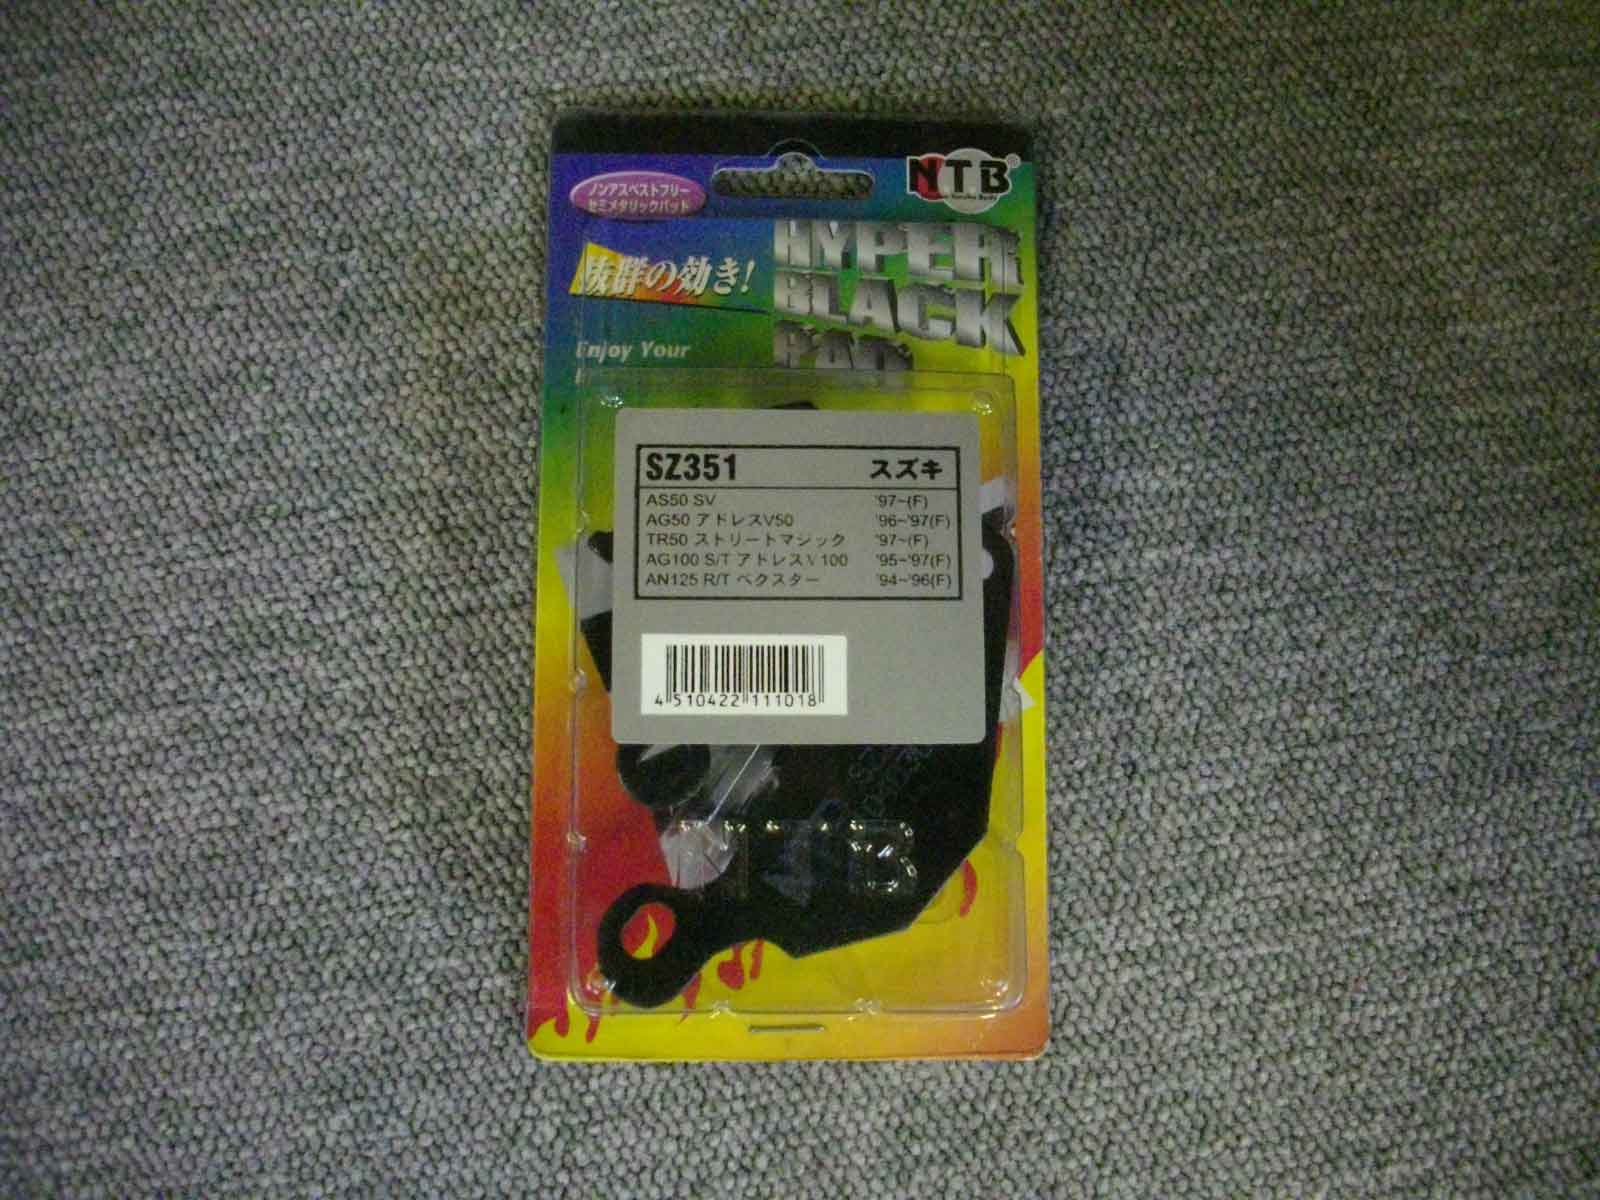 ノンアスベストフリー
セミメタリックパッド
N.T.B
抜群の効き!
HYPER
BLACK
PAD
Enjoy Your
SZ351 スズキ
AS50 SV '97~(F)
AG50 アドレスV50 '96~'97(F)
TR50 ストリートマジック '97~(F)
AG100 S/T アドレスV100 '95~'97(F)
AN125 R/T ベクスター '94~'96(F)
4 510422 111018